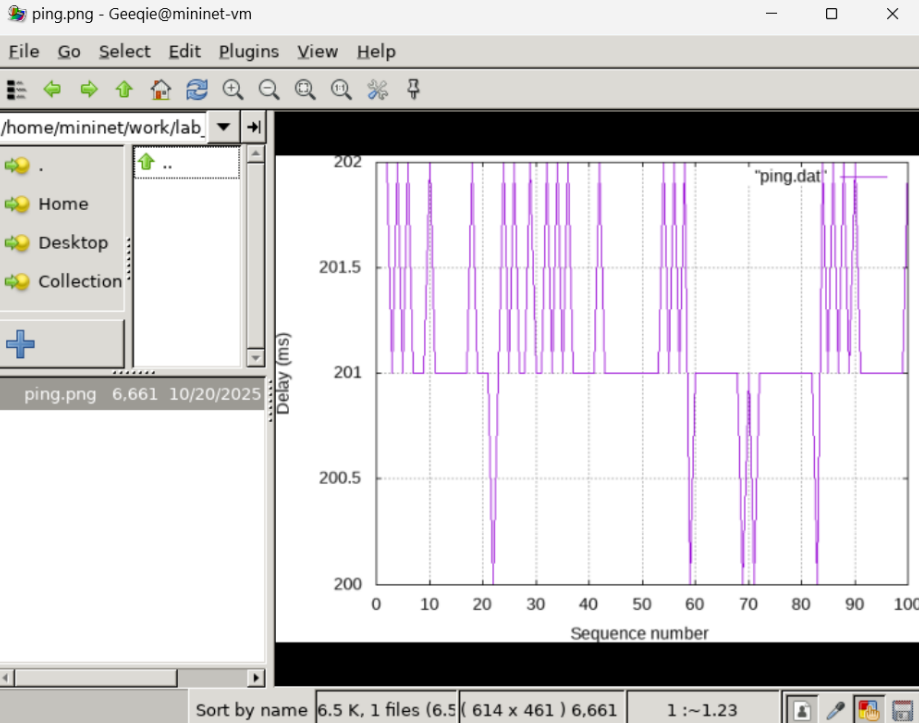 ping.png - Geeqie@mininet-vm
File Go Select Edit Plugins View Help
/home/mininet/work/lab_
.
Home
Desktop
Collection
..
ping.png 6,661 10/20/2025
202
201.5
201
200.5
200
Delay (ms)
"ping.dat"
0 10 20 30 40 50 60 70 80 90 100
Sequence number
Sort by name 6.5 K, 1 files (6.5 ( 614 x 461 ) 6,661 1 :~1.23